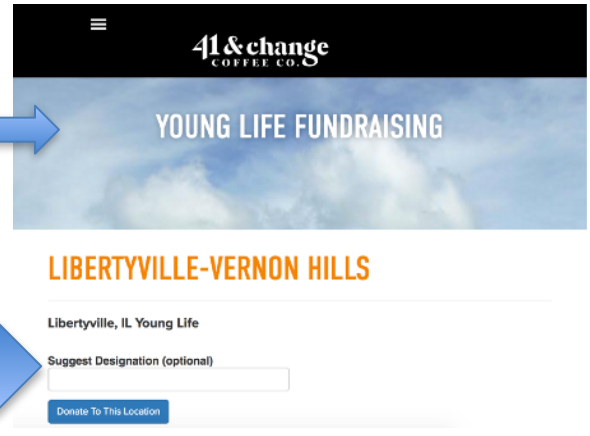 41 & change
COFFEE CO.
YOUNG LIFE FUNDRAISING
LIBERTYVILLE-VERNON HILLS
Libertyville, IL Young Life
Suggest Designation (optional)
Donate To This Location